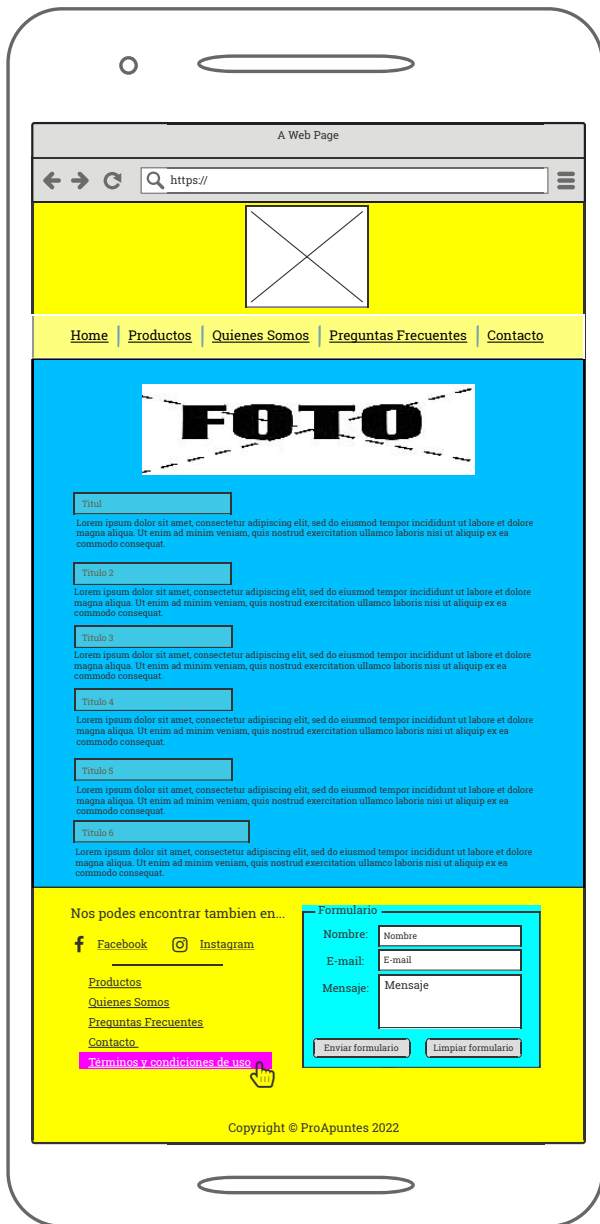 A Web Page
https://
Home Productos Quienes Somos Preguntas Frecuentes Contacto
FOTO
Titul
Lorem ipsum dolor sit amet, consectetur adipiscing elit, sed do eiusmod tempor incididunt ut labore et dolore
magna aliqua. Ut enim ad minim veniam, quis nostrud exercitation ullamco laboris nisi ut aliquip ex ea
commodo consequat.
Titulo 2
Lorem ipsum dolor sit amet, consectetur adipiscing elit, sed do eiusmod tempor incididunt ut labore et dolore
magna aliqua. Ut enim ad minim veniam, quis nostrud exercitation ullamco laboris nisi ut aliquip ex ea
commodo consequat.
Titulo 3
Lorem ipsum dolor sit amet, consectetur adipiscing elit, sed do eiusmod tempor incididunt ut labore et dolore
magna aliqua. Ut enim ad minim veniam, quis nostrud exercitation ullamco laboris nisi ut aliquip ex ea
commodo consequat.
Titulo 4
Lorem ipsum dolor sit amet, consectetur adipiscing elit, sed do eiusmod tempor incididunt ut labore et dolore
magna aliqua. Ut enim ad minim veniam, quis nostrud exercitation ullamco laboris nisi ut aliquip ex ea
commodo consequat.
Titulo 5
Lorem ipsum dolor sit amet, consectetur adipiscing elit, sed do eiusmod tempor incididunt ut labore et dolore
magna aliqua. Ut enim ad minim veniam, quis nostrud exercitation ullamco laboris nisi ut aliquip ex ea
commodo consequat.
Titulo 6
Lorem ipsum dolor sit amet, consectetur adipiscing elit, sed do eiusmod tempor incididunt ut labore et dolore
magna aliqua. Ut enim ad minim veniam, quis nostrud exercitation ullamco laboris nisi ut aliquip ex ea
commodo consequat.
Nos podes encontrar tambien en...
Facebook Instagram
Productos
Quienes Somos
Preguntas Frecuentes
Contacto
Términos y condiciones de uso
Formulario
Nombre: Nombre
E-mail: E-mail
Mensaje: Mensaje
Enviar formulario Limpiar formulario
Copyright © ProApuntes 2022